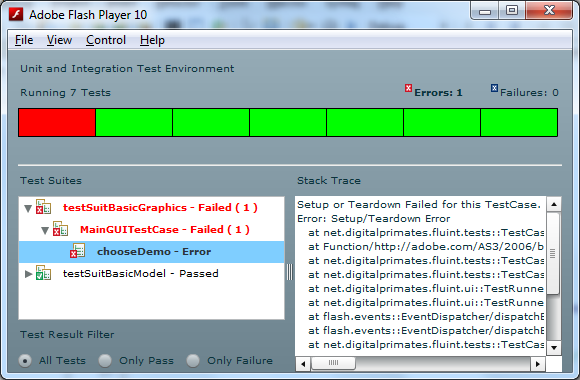 Adobe Flash Player 10
File View Control Help
Unit and Integration Test Environment
Running 7 Tests
Errors: 1
Failures: 0
Test Suites
testSuitBasicGraphics - Failed ( 1 )
MainGUITestCase - Failed ( 1 )
chooseDemo - Error
testSuitBasicModel - Passed
Test Result Filter
All Tests Only Pass Only Failure
Stack Trace
Setup or Teardown Failed for this TestCase.
Error: Setup/Teardown Error
at net.digitalprimates.fluint.tests::TestCas
at Function/http://adobe.com/AS3/2006/b
at net.digitalprimates.fluint.tests::TestCas
at net.digitalprimates.fluint.tests::TestCas
at net.digitalprimates.fluint.ui::TestRunne
at net.digitalprimates.fluint.ui::TestRunne
at flash.events::EventDispatcher/dispatchE
at flash.events::EventDispatcher/dispatchE
at net.digitalprimates.fluint.tests::TestCas